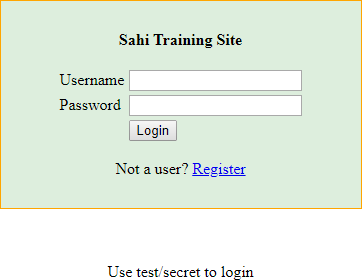 Sahi Training Site
Username
Password
Login
Not a user? Register
Use test/secret to login